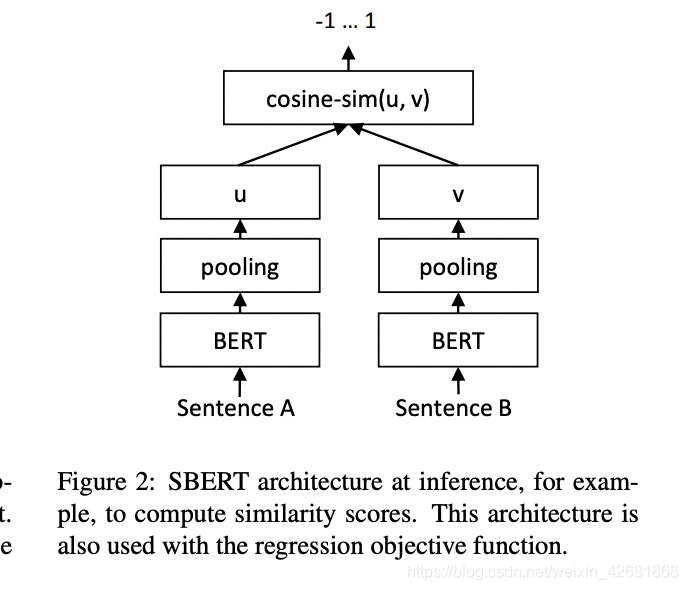 -1 ... 1
cosine-sim(u, v)
u v
pooling pooling
BERT BERT
Sentence A Sentence B
o-
Figure 2: SBERT architecture at inference, for exam-
t.
ple, to compute similarity scores. This architecture is
e
also used with the regression objective function.
https://blog.csdn.net/weixin_42681868